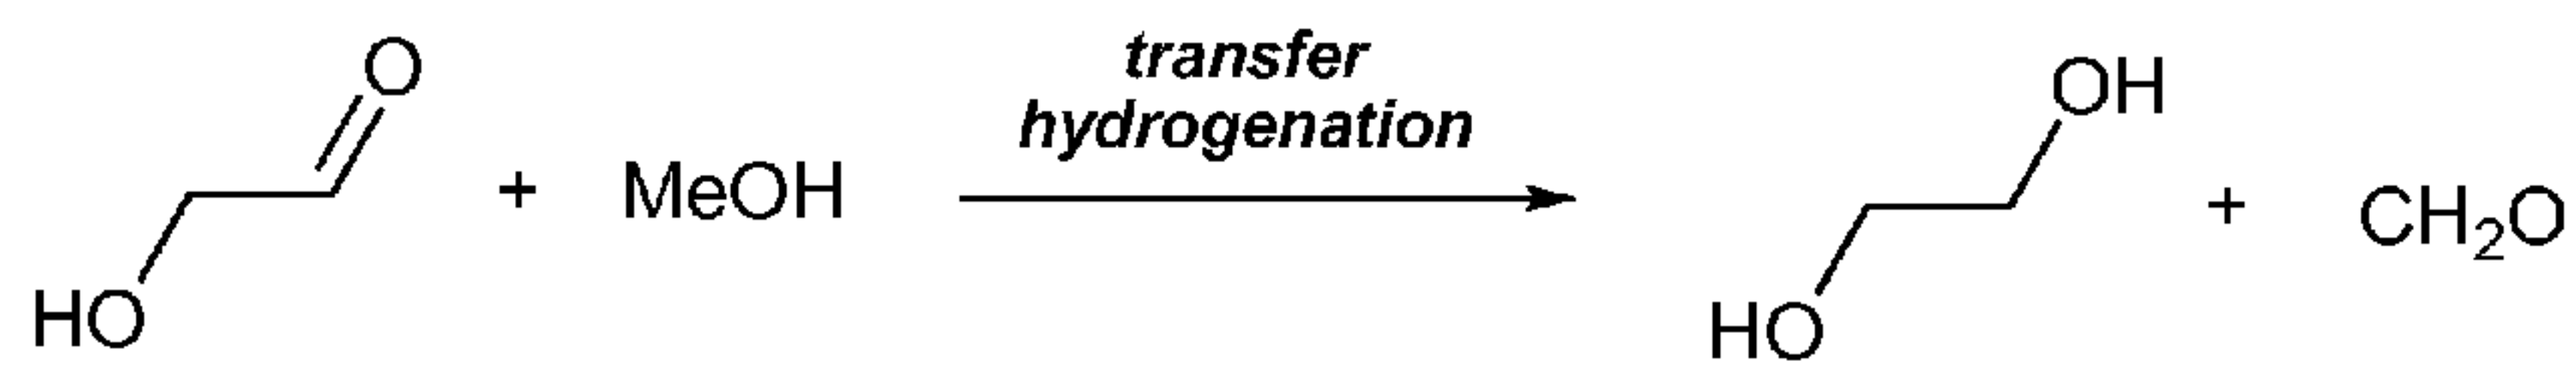 O
HO
+
MeOH
transfer
hydrogenation
OH
HO
+
CH₂O